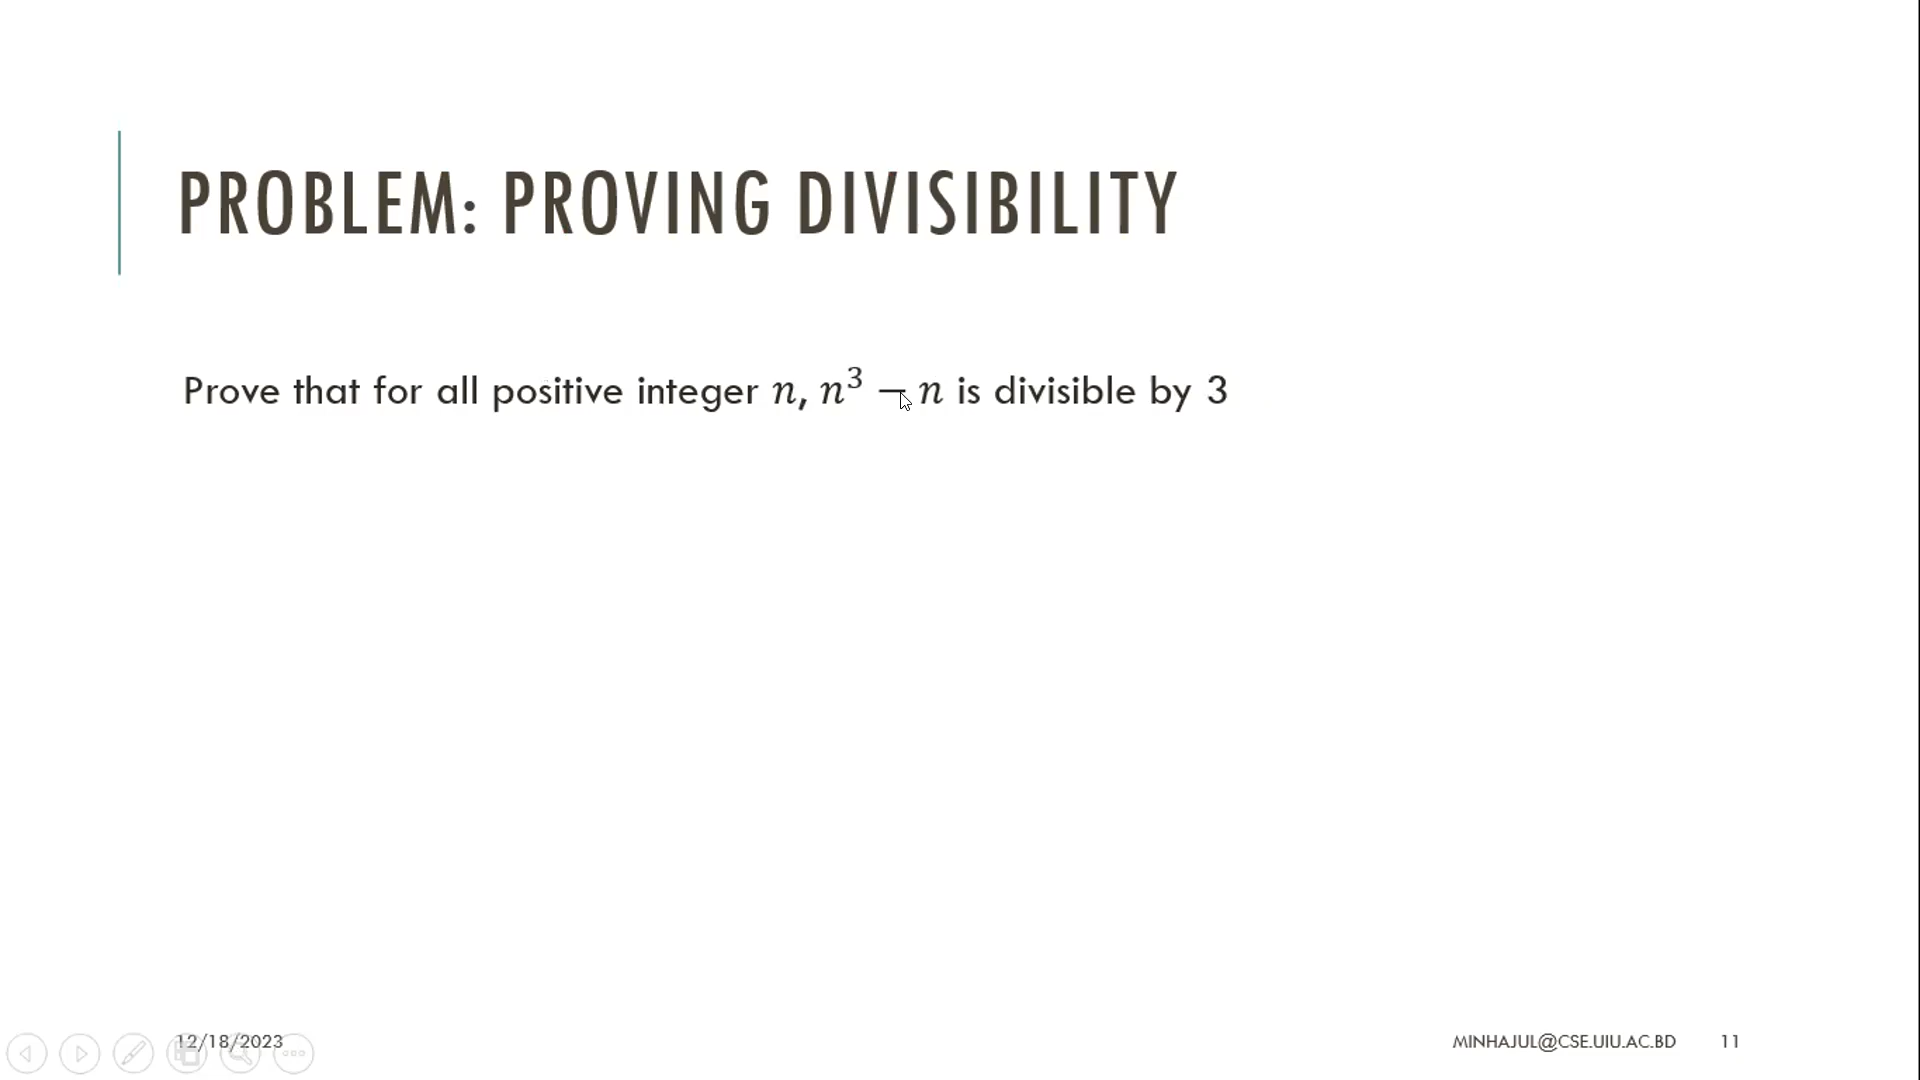 PROBLEM: PROVING DIVISIBILITY
Prove that for all positive integer n, n³ − n is divisible by 3
12/18/2023
MINHAJUL@CSE.UIU.AC.BD
11